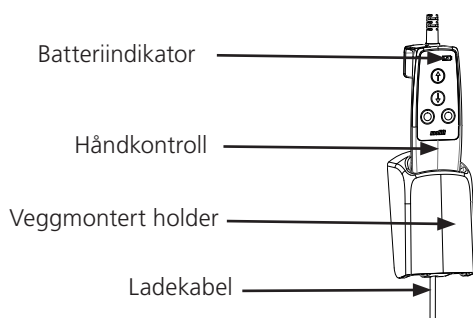 Batteriindikator
Håndkontroll
Veggmontert holder
Ladekabel